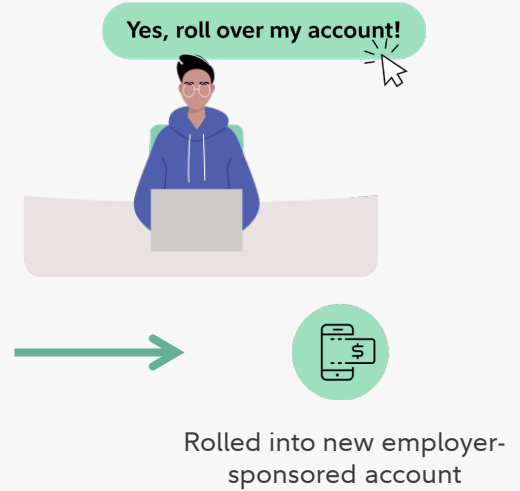 Yes, roll over my account!
$
Rolled into new employer-
sponsored account